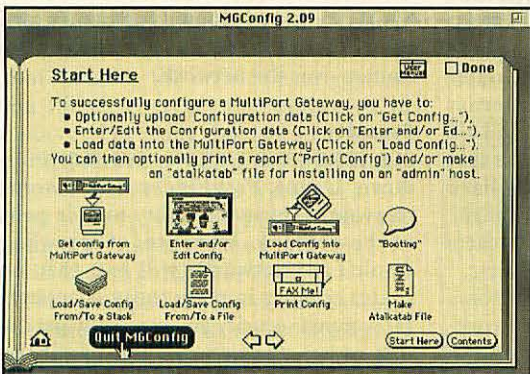 MGConfig 2.09
Start Here
User Manual
Done
To successfully configure a MultiPort Gateway, you have to:
▪ Optionally upload Configuration data (Click on "Get Config..."),
▪ Enter/Edit the Configuration data (Click on "Enter and/or Ed..."),
▪ Load data into the MultiPort Gateway (Click on "Load Config...").
You can then optionally print a report ("Print Config") and/or make
an "atalkatab" file for installing on an "admin" host.
Get config from
MultiPort Gateway
Enter and/or
Edit Config.
Load Config into
MultiPort Gateway
"Booting"
Load/Save Config
From/To a Stack
Load/Save Config
From/To a File
FAX Me!
Print Config
UNIX
Make
Atalkatab File
Quit MGConfig
Start Here
Contents